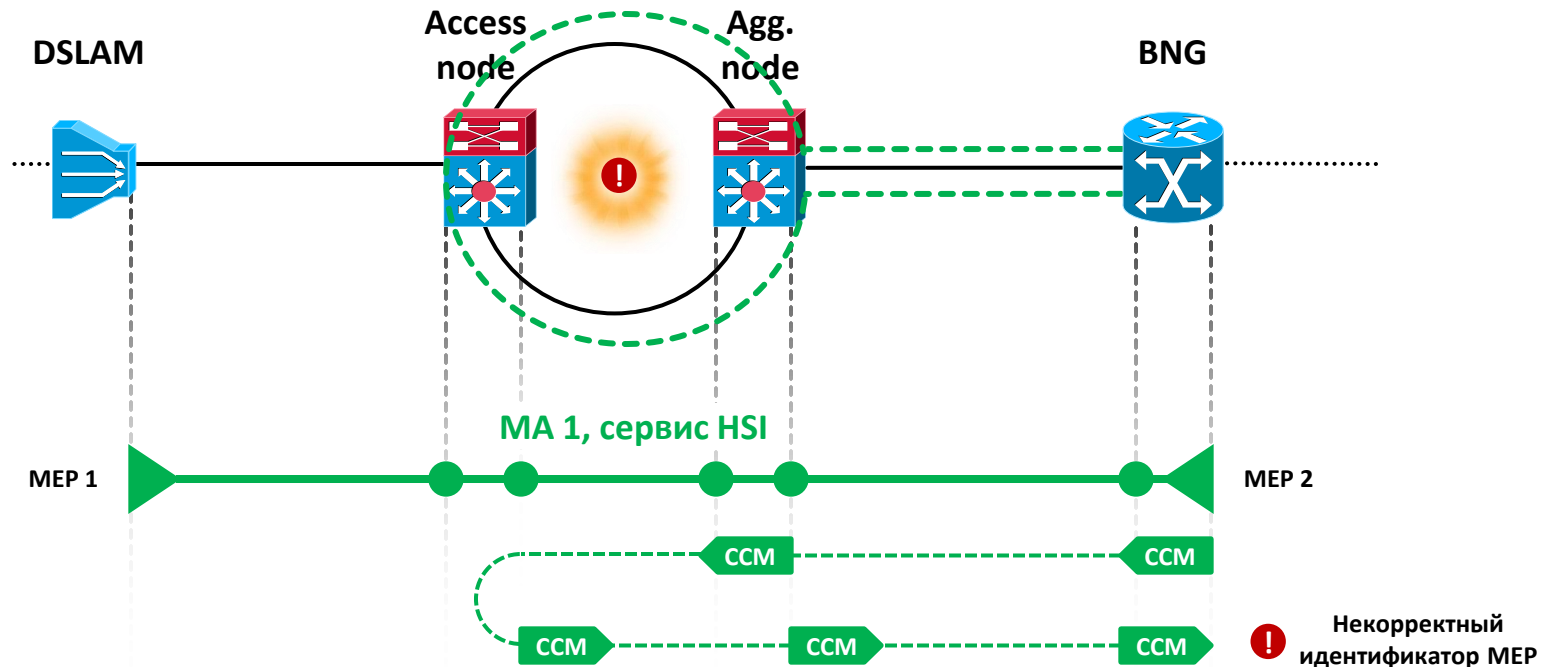 DSLAM
Access
node
Agg.
node
BNG
!
МА 1, сервис HSI
MEP 1
MEP 2
CCM
CCM
CCM
CCM
CCM
!
Некорректный
идентификатор MEP